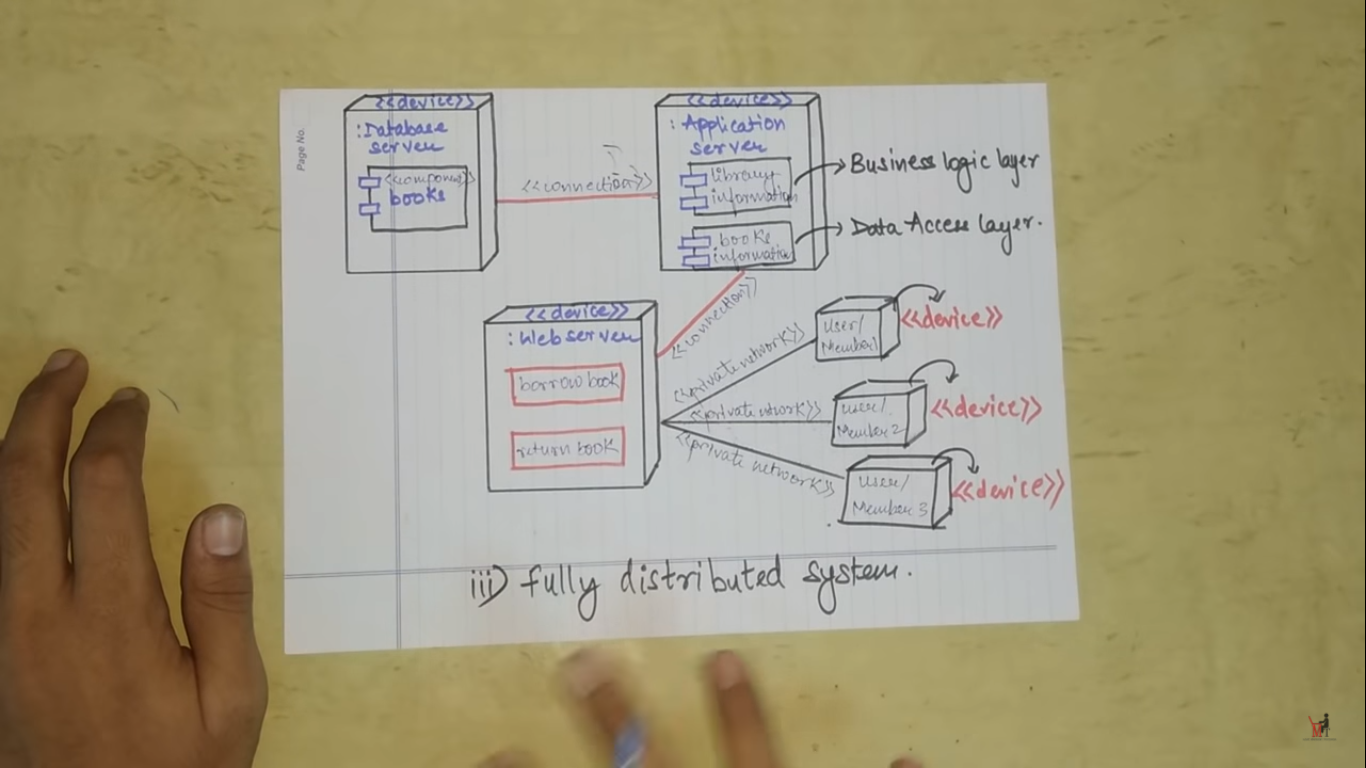 Page No.
<<device>>
:Database
server
<<component>>
books
<<connection>>
<<device>>
: Application
server
library
information
books
information
Business logic layer
Data Access layer.
<<connection>>
<<device>>
: Web server
borrow book
return book
<<private network>>
<<private network>>
<<private network>>
User/
Member1
<<device>>
User/
Member 2
<<device>>
User/
Member 3
<<device>>
iii) fully distributed system.